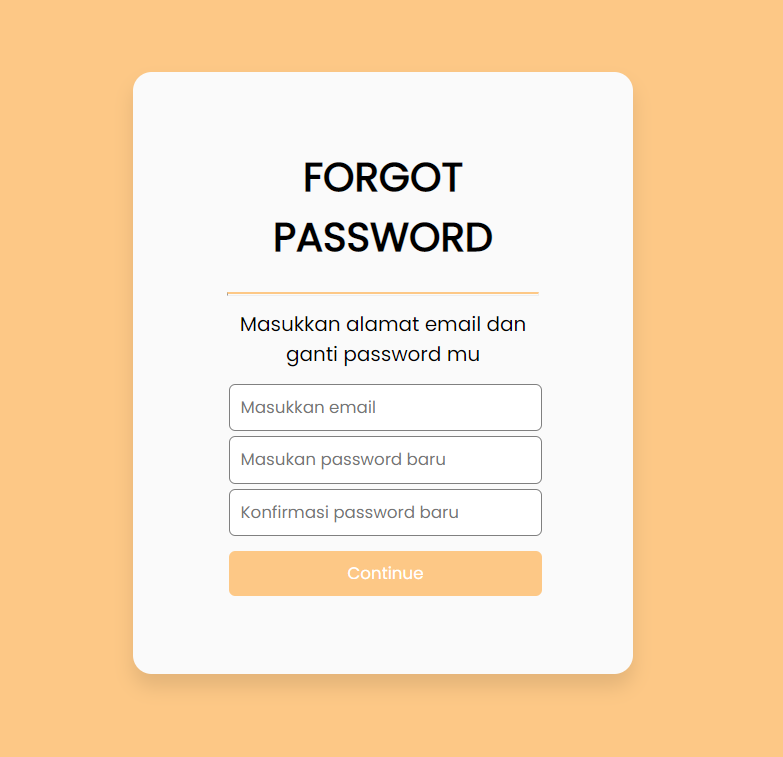 FORGOT
PASSWORD
Masukkan alamat email dan
ganti password mu
Masukkan email
Masukan password baru
Konfirmasi password baru
Continue